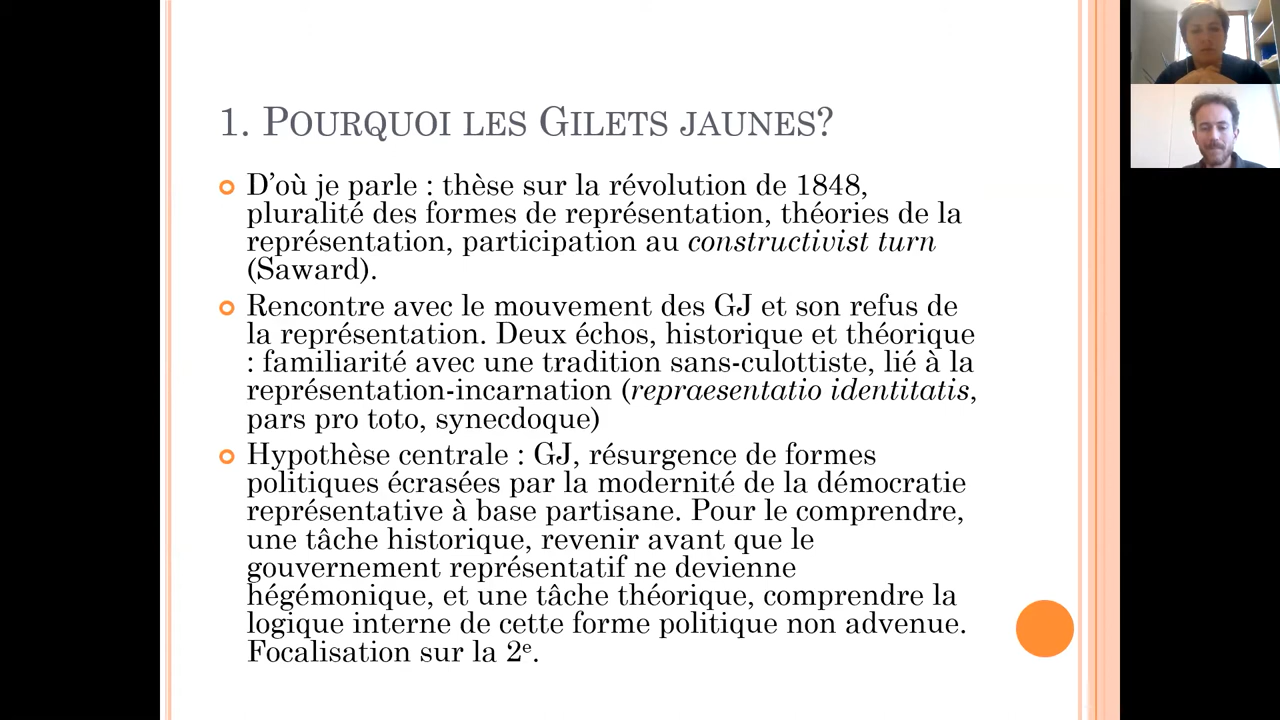 1. POURQUOI LES GILETS JAUNES?
D’où je parle : thèse sur la révolution de 1848,
pluralité des formes de représentation, théories de la
représentation, participation au constructivist turn
(Saward).
Rencontre avec le mouvement des GJ et son refus de
la représentation. Deux échos, historique et théorique
: familiarité avec une tradition sans-culottiste, lié à la
représentation-incarnation (repraesentatio identitatis,
pars pro toto, synecdoque)
Hypothèse centrale : GJ, résurgence de formes
politiques écrasées par la modernité de la démocratie
représentative à base partisane. Pour le comprendre,
une tâche historique, revenir avant que le
gouvernement représentatif ne devienne
hégémonique, et une tâche théorique, comprendre la
logique interne de cette forme politique non advenue.
Focalisation sur la 2ᵉ.